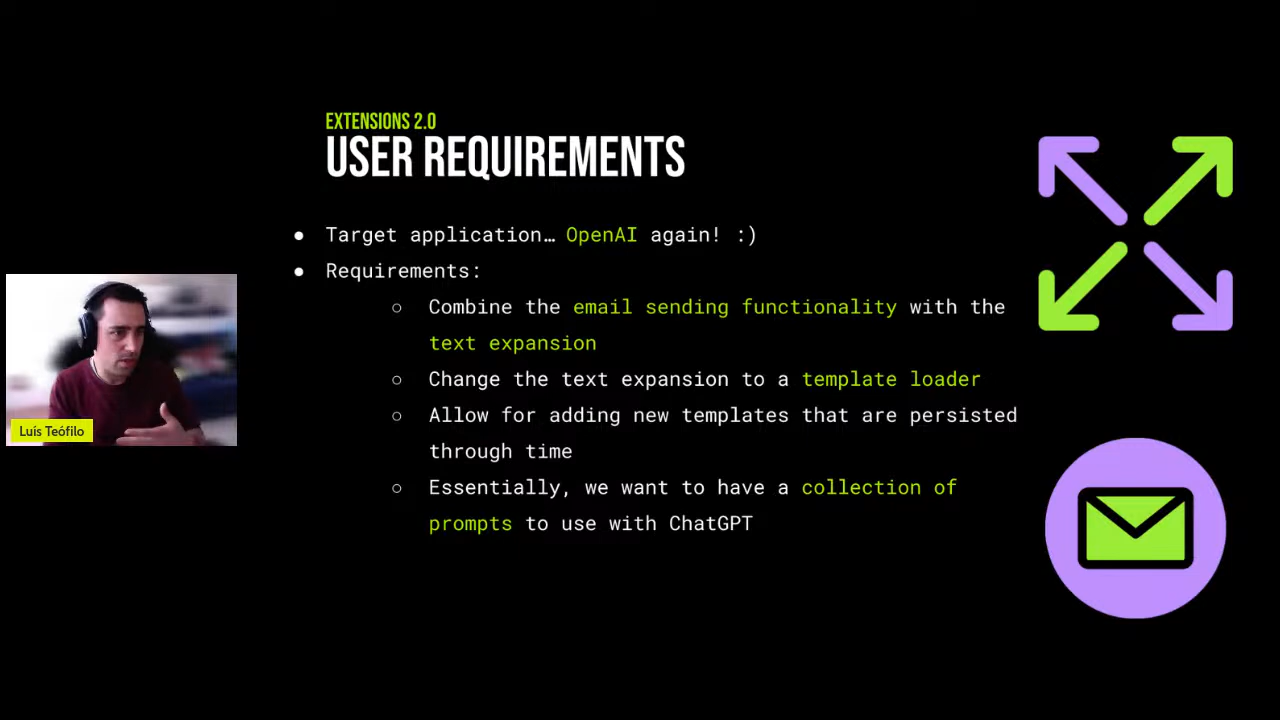 EXTENSIONS 2.0
USER REQUIREMENTS
● Target application… OpenAI again! :)
● Requirements:
○ Combine the email sending functionality with the
text expansion
○ Change the text expansion to a template loader
○ Allow for adding new templates that are persisted
through time
○ Essentially, we want to have a collection of
prompts to use with ChatGPT
Luís Teófilo